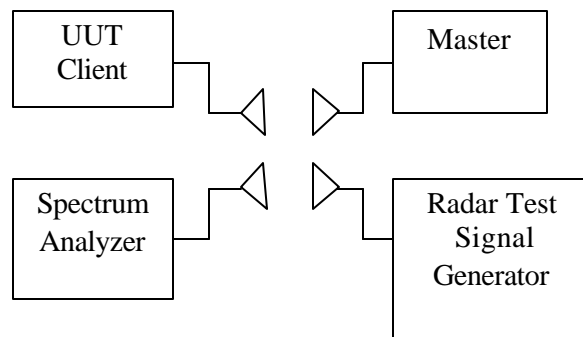 UUT
Client
Master
Spectrum
Analyzer
Radar Test
Signal
Generator